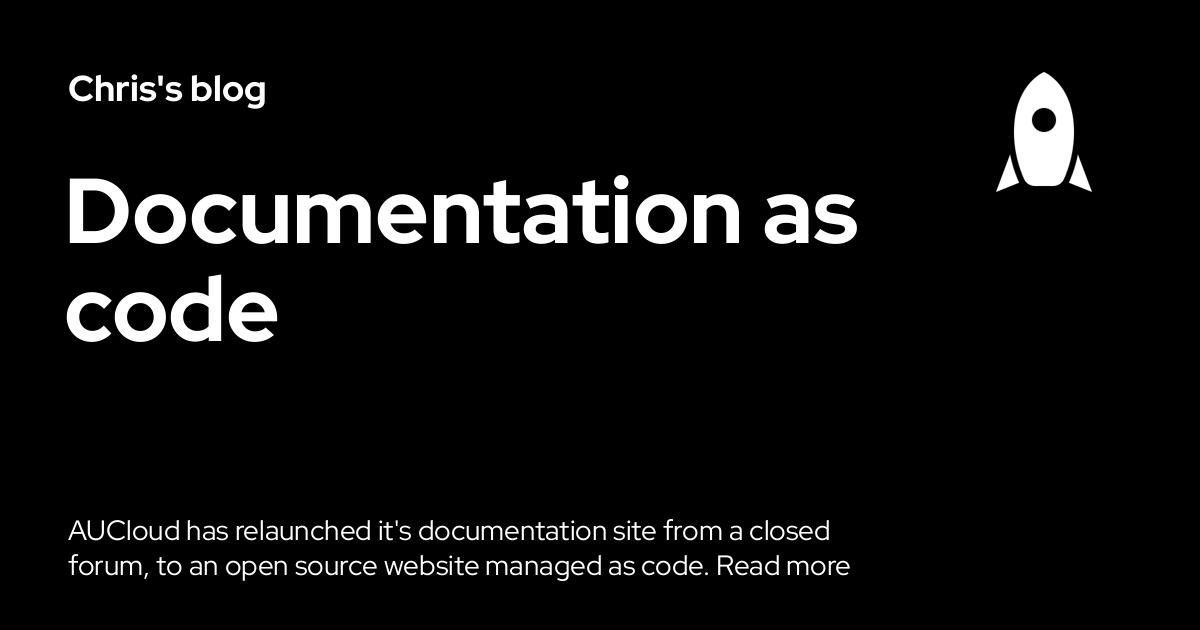 Chris's blog
Documentation as
code
AUCloud has relaunched it's documentation site from a closed
forum, to an open source website managed as code. Read more